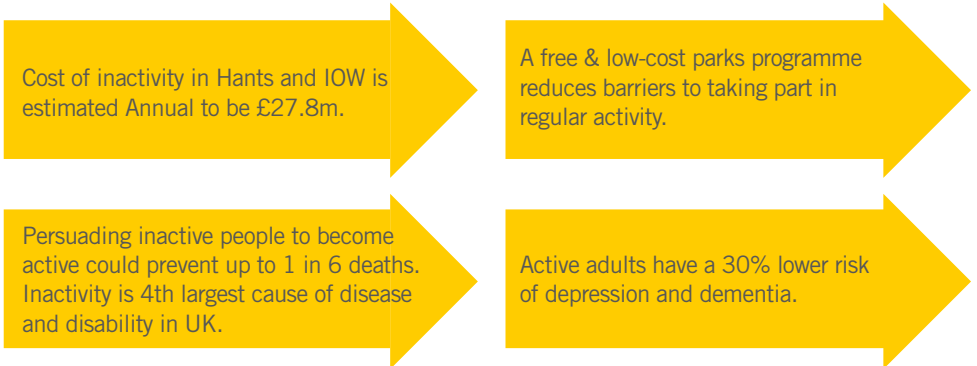 Cost of inactivity in Hants and IOW is
estimated Annual to be £27.8m.
A free & low-cost parks programme
reduces barriers to taking part in
regular activity.
Persuading inactive people to become
active could prevent up to 1 in 6 deaths.
Inactivity is 4th largest cause of disease
and disability in UK.
Active adults have a 30% lower risk
of depression and dementia.